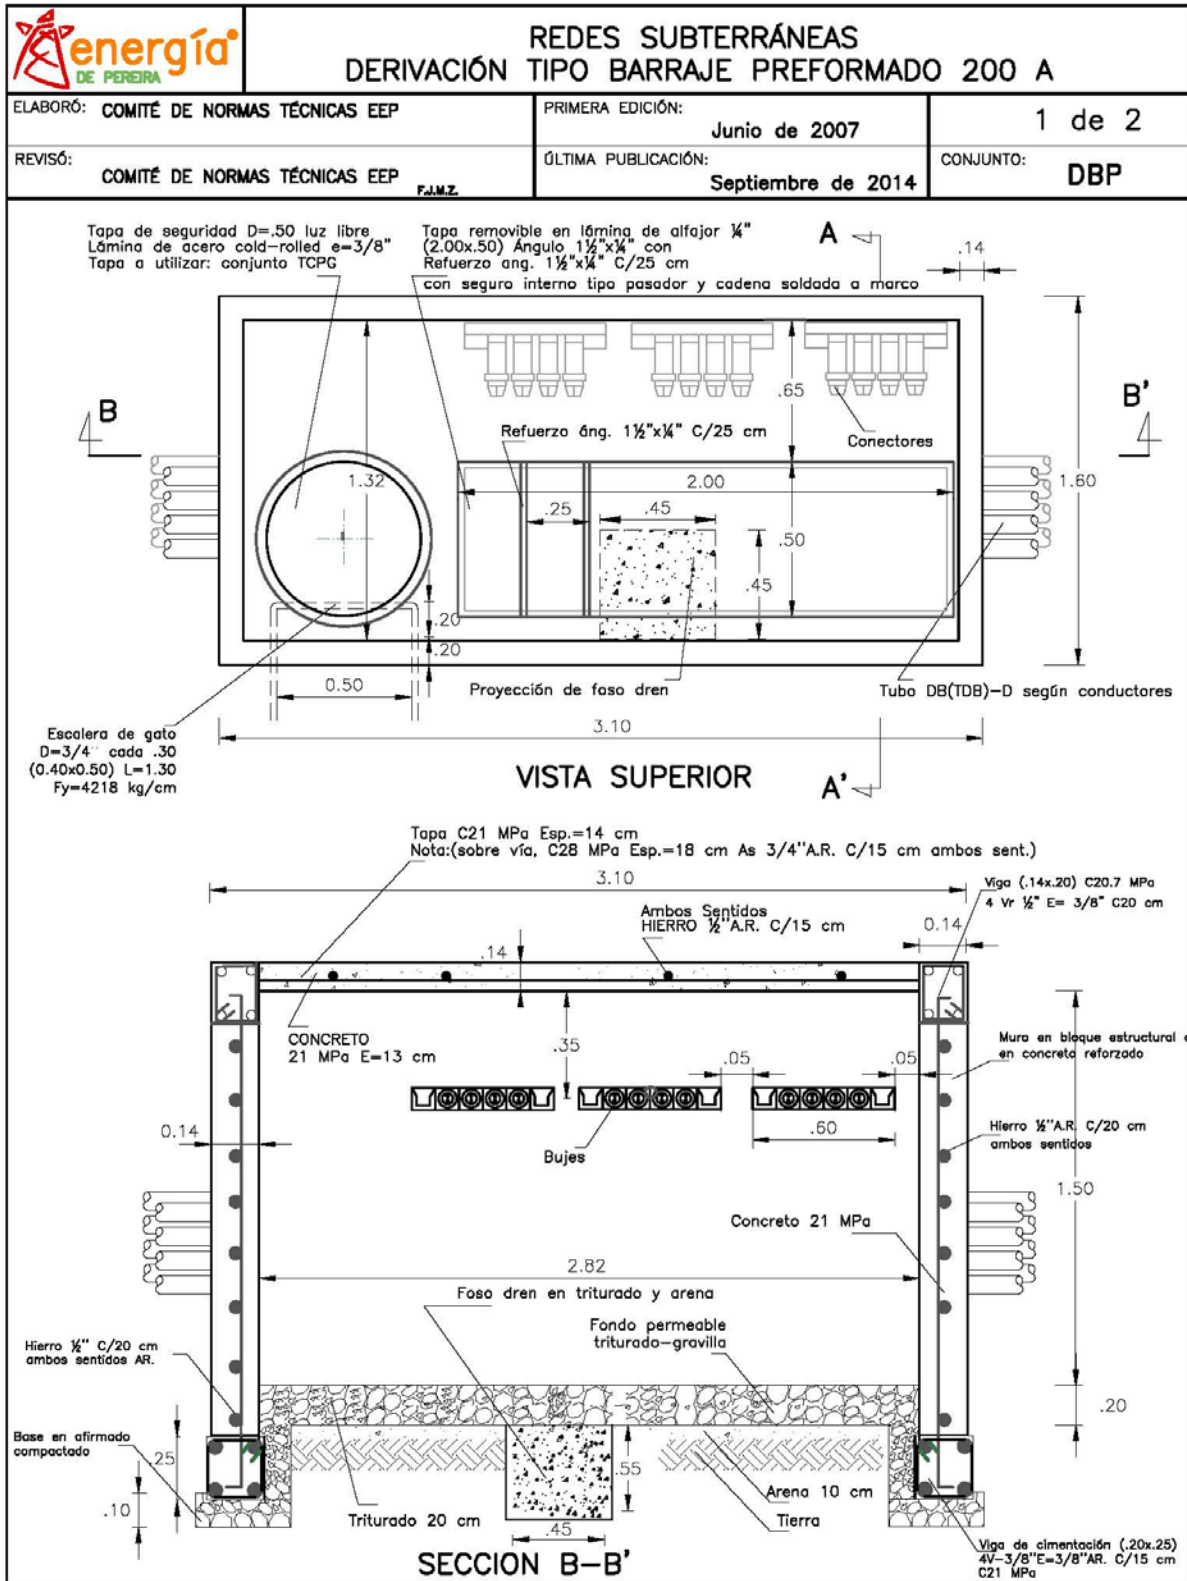 energía
DE PEREIRA
REDES SUBTERRÁNEAS
DERIVACIÓN TIPO BARRAJE PREFORMADO 200 A
ELABORÓ: COMITÉ DE NORMAS TÉCNICAS EEP
PRIMERA EDICIÓN:
Junio de 2007
1 de 2
REVISÓ:
COMITÉ DE NORMAS TÉCNICAS EEP F.J.M.Z.
ÚLTIMA PUBLICACIÓN:
Septiembre de 2014
CONJUNTO: DBP
Tapa de seguridad D=.50 luz libre
Lámina de acero cold-rolled e=3/8"
Tapa a utilizar: conjunto TCPG
Tapa removible en lámina de alfajor ¼"
(2.00x.50) Ángulo 1½"x¼" con
Refuerzo ang. 1½"x¼" C/25 cm
con seguro interno tipo pasador y cadena soldada a marco
A
.14
B
B'
.65
Refuerzo áng. 1½"x¼" C/25 cm
Conectores
1.32
2.00
1.60
.25
.45
.50
.45
.20
.20
0.50
Proyección de foso dren
Tubo DB(TDB)-D según conductores
3.10
Escalera de gato
D=3/4" cada .30
(0.40x0.50) L=1.30
Fy=4218 kg/cm
VISTA SUPERIOR
A'
Tapa C21 MPa Esp.=14 cm
Nota:(sobre vía, C28 MPa Esp.=18 cm As 3/4"A.R. C/15 cm ambos sent.)
3.10
Viga (.14x.20) C20.7 MPa
4 Vr ½" E= 3/8" C20 cm
Ambos Sentidos
HIERRO ½"A.R. C/15 cm
0.14
.14
CONCRETO
21 MPa E=13 cm
.35
.05
.05
Muro en bloque estructural o
en concreto reforzado
.60
0.14
Bujes
Hierro ½"A.R. C/20 cm
ambos sentidos
1.50
Concreto 21 MPa
2.82
Foso dren en triturado y arena
Fondo permeable
triturado-gravilla
Hierro ½" C/20 cm
ambos sentidos AR.
.20
Base en afirmado
compactado
.25
.55
.10
Arena 10 cm
Triturado 20 cm
.45
Tierra
SECCION B-B'
Viga de cimentación (.20x.25)
4V-3/8"E=3/8"AR. C/15 cm
C21 MPa